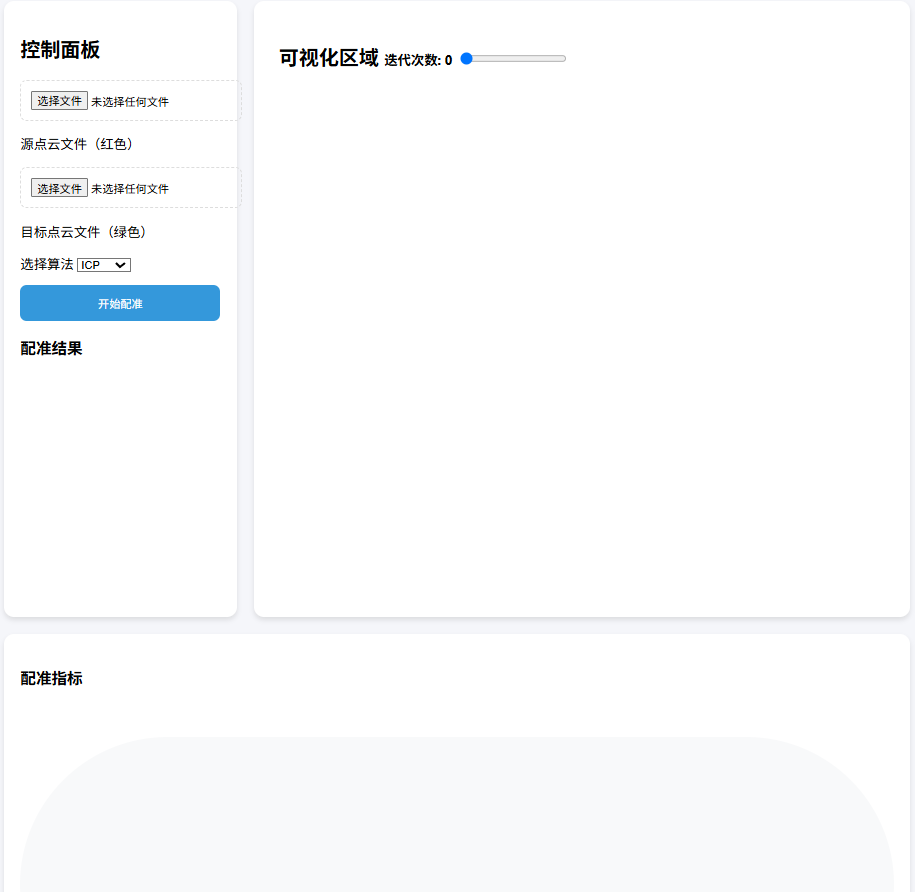 控制面板
选择文件 未选择任何文件
源点云文件（红色）
选择文件 未选择任何文件
目标点云文件（绿色）
选择算法 ICP
开始配准
配准结果
可视化区域 迭代次数: 0
配准指标